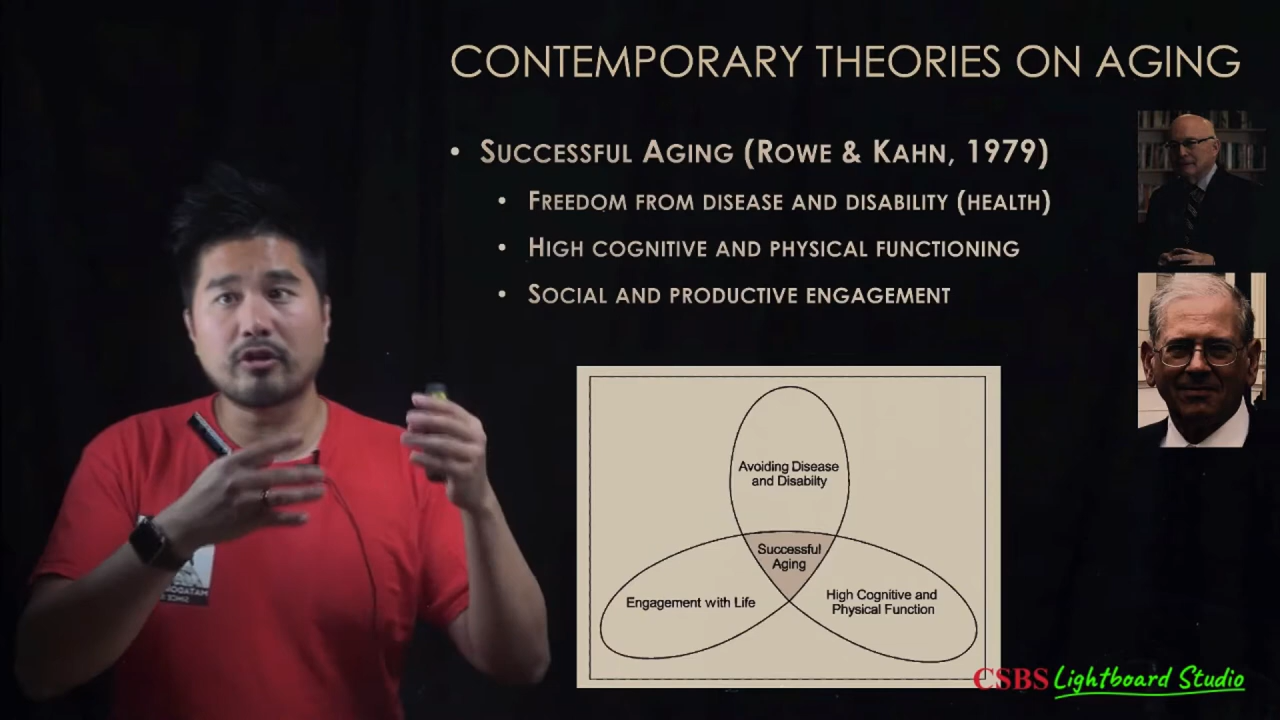 CONTEMPORARY THEORIES ON AGING
• SUCCESSFUL AGING (ROWE & KAHN, 1979)
• FREEDOM FROM DISEASE AND DISABILITY (HEALTH)
• HIGH COGNITIVE AND PHYSICAL FUNCTIONING
• SOCIAL AND PRODUCTIVE ENGAGEMENT
Avoiding Disease
and Disabilty
Successful
Aging
Engagement with Life
High Cognitive and
Physical Function
CSBS Lightboard Studio